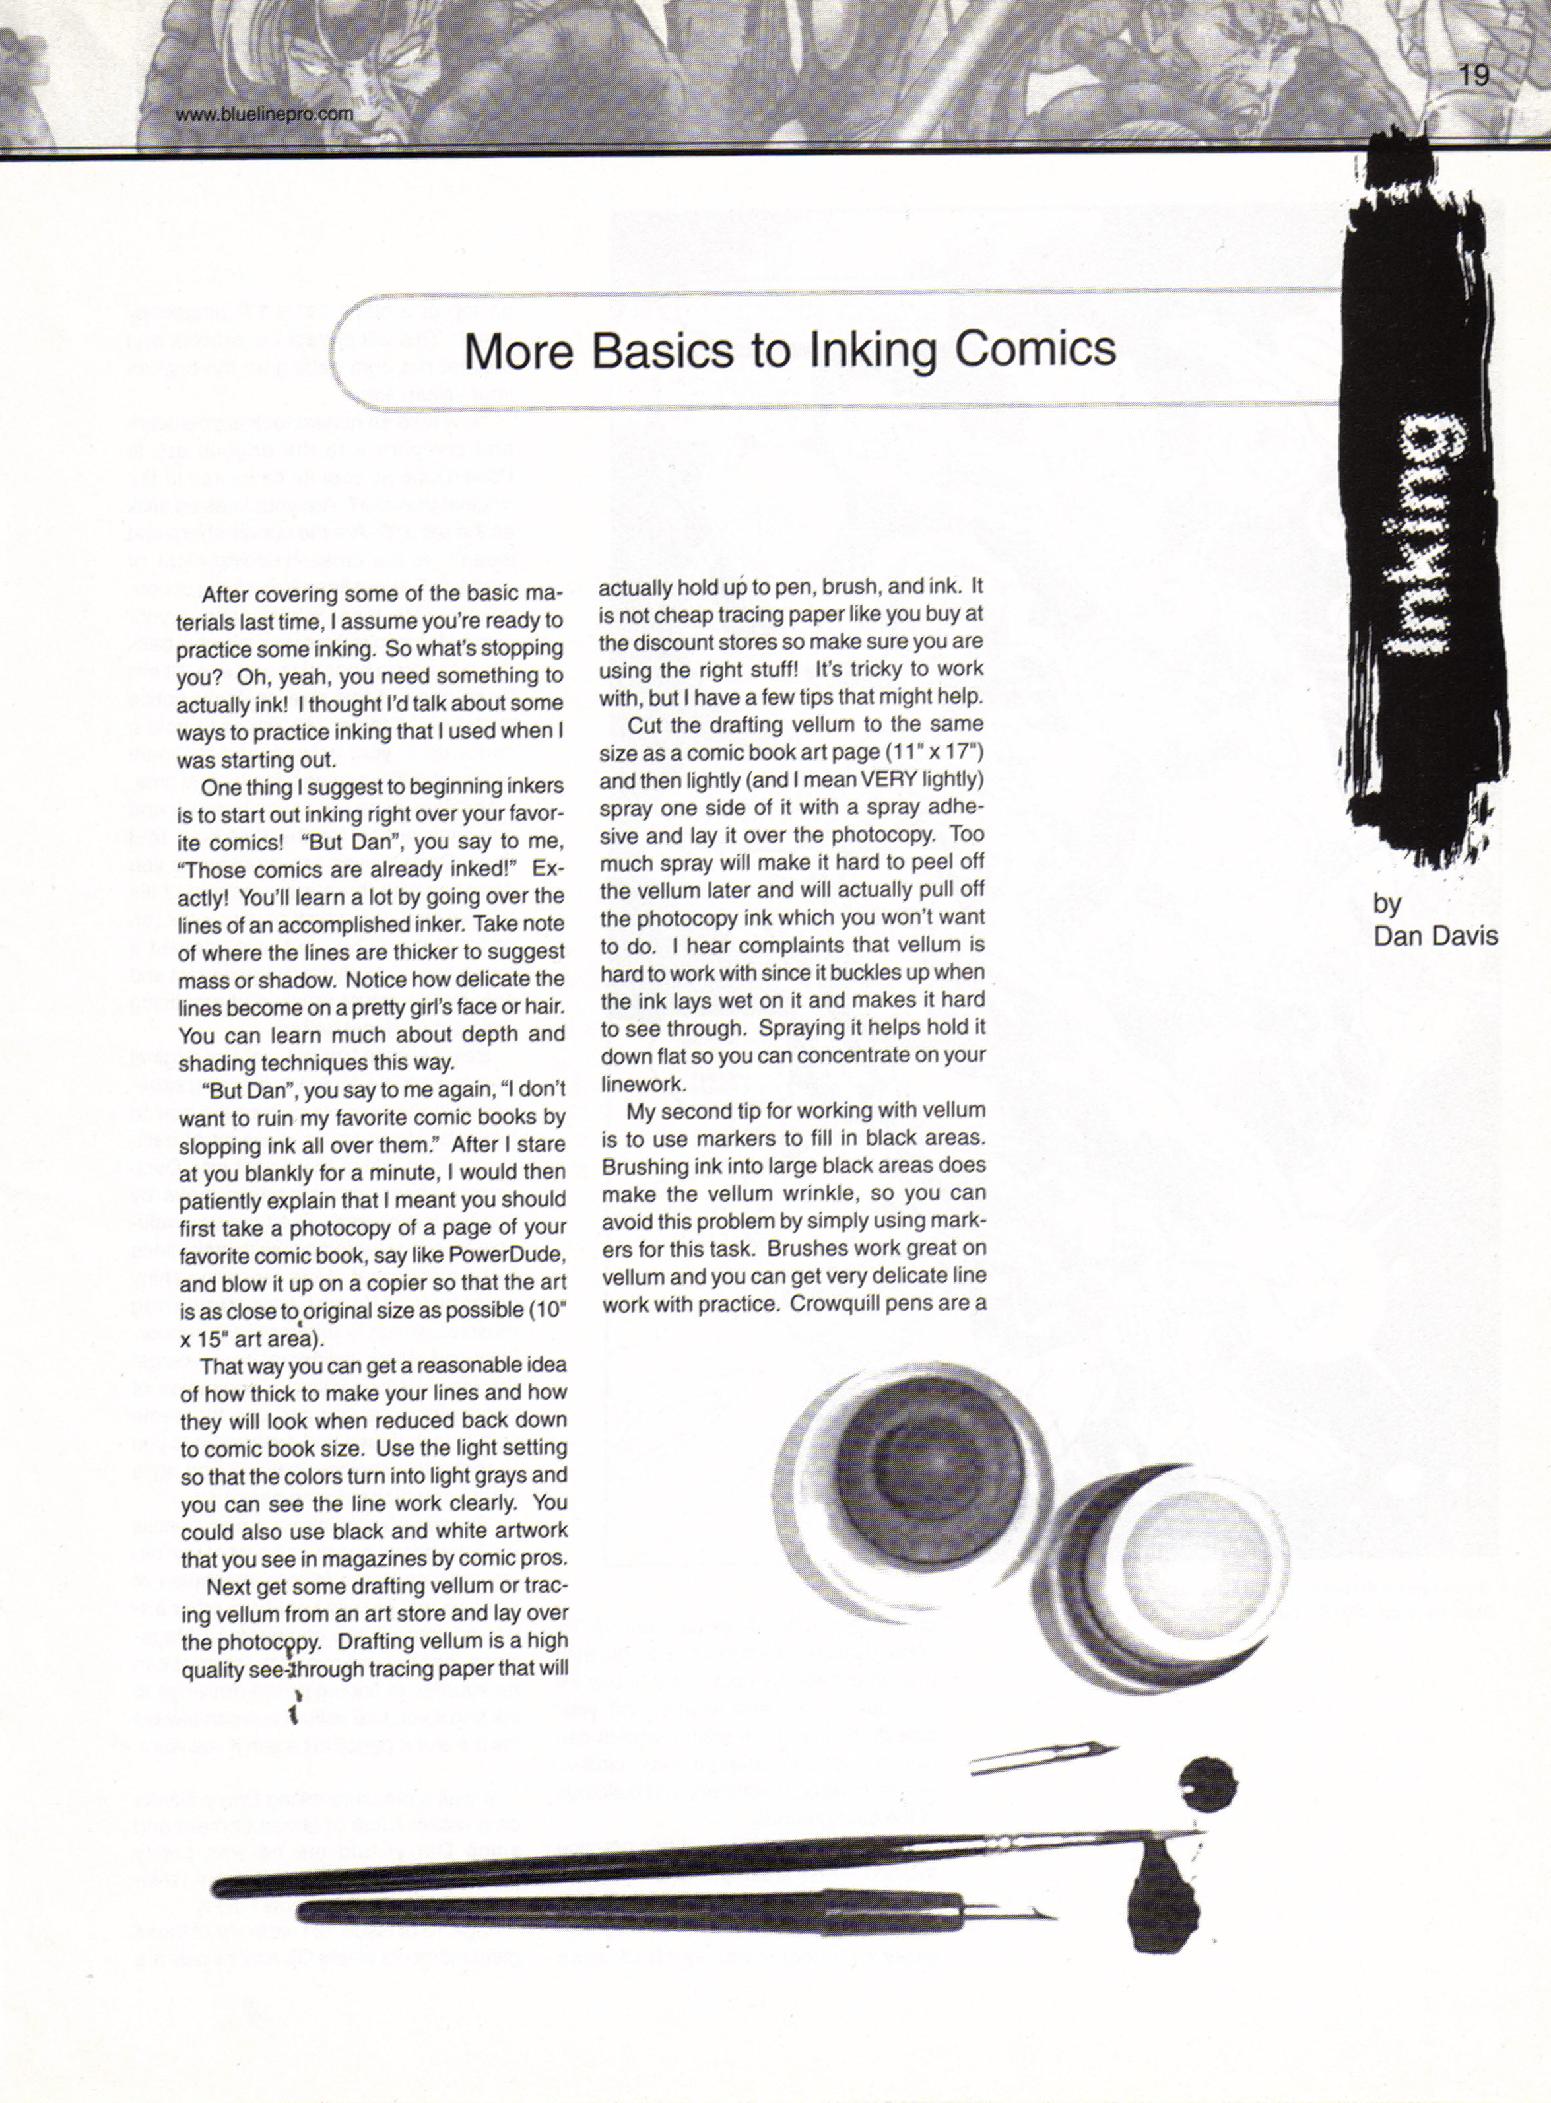 www.bluelinepro.com
19
More Basics to Inking Comics
Inking
by
Dan Davis
After covering some of the basic ma-
terials last time, I assume you're ready to
practice some inking. So what's stopping
you? Oh, yeah, you need something to
actually ink! I thought I'd talk about some
ways to practice inking that I used when I
was starting out.
One thing I suggest to beginning inkers
is to start out inking right over your favor-
ite comics! “But Dan”, you say to me,
“Those comics are already inked!” Ex-
actly! You'll learn a lot by going over the
lines of an accomplished inker. Take note
of where the lines are thicker to suggest
mass or shadow. Notice how delicate the
lines become on a pretty girl's face or hair.
You can learn much about depth and
shading techniques this way.
“But Dan”, you say to me again, “I don't
want to ruin my favorite comic books by
slopping ink all over them.” After I stare
at you blankly for a minute, I would then
patiently explain that I meant you should
first take a photocopy of a page of your
favorite comic book, say like PowerDude,
and blow it up on a copier so that the art
is as close to original size as possible (10"
x 15" art area).
That way you can get a reasonable idea
of how thick to make your lines and how
they will look when reduced back down
to comic book size. Use the light setting
so that the colors turn into light grays and
you can see the line work clearly. You
could also use black and white artwork
that you see in magazines by comic pros.
Next get some drafting vellum or trac-
ing vellum from an art store and lay over
the photocopy. Drafting vellum is a high
quality see-through tracing paper that will
actually hold up to pen, brush, and ink. It
is not cheap tracing paper like you buy at
the discount stores so make sure you are
using the right stuff! It's tricky to work
with, but I have a few tips that might help.
Cut the drafting vellum to the same
size as a comic book art page (11" x 17")
and then lightly (and I mean VERY lightly)
spray one side of it with a spray adhe-
sive and lay it over the photocopy. Too
much spray will make it hard to peel off
the vellum later and will actually pull off
the photocopy ink which you won't want
to do. I hear complaints that vellum is
hard to work with since it buckles up when
the ink lays wet on it and makes it hard
to see through. Spraying it helps hold it
down flat so you can concentrate on your
linework.
My second tip for working with vellum
is to use markers to fill in black areas.
Brushing ink into large black areas does
make the vellum wrinkle, so you can
avoid this problem by simply using mark-
ers for this task. Brushes work great on
vellum and you can get very delicate line
work with practice. Crowquill pens are a